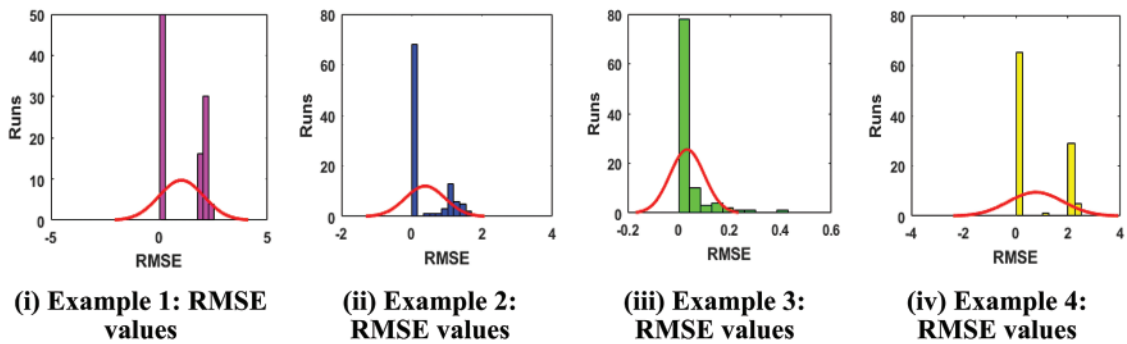 50
40
30
20
10
0
Runs
-5
0
5
RMSE
(i) Example 1: RMSE
values
80
60
40
20
0
Runs
-2
0
2
4
RMSE
(ii) Example 2:
RMSE values
80
60
40
20
0
Runs
-0.2
0
0.2
0.4
0.6
RMSE
(iii) Example 3:
RMSE values
80
60
40
20
0
Runs
-4
-2
0
2
4
RMSE
(iv) Example 4:
RMSE values